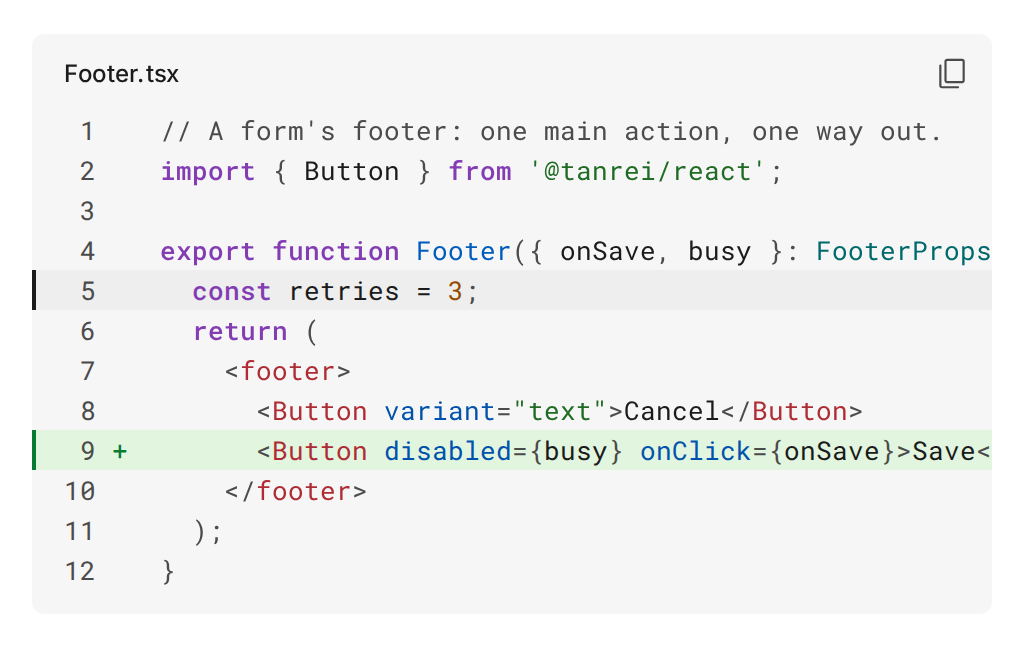 Footer.tsx
1 // A form's footer: one main action, one way out.
2 import { Button } from '@tanrei/react';
3
4 export function Footer({ onSave, busy }: FooterProps
5 const retries = 3;
6 return (
7 <footer>
8 <Button variant="text">Cancel</Button>
9 + <Button disabled={busy} onClick={onSave}>Save<
10 </footer>
11 );
12 }